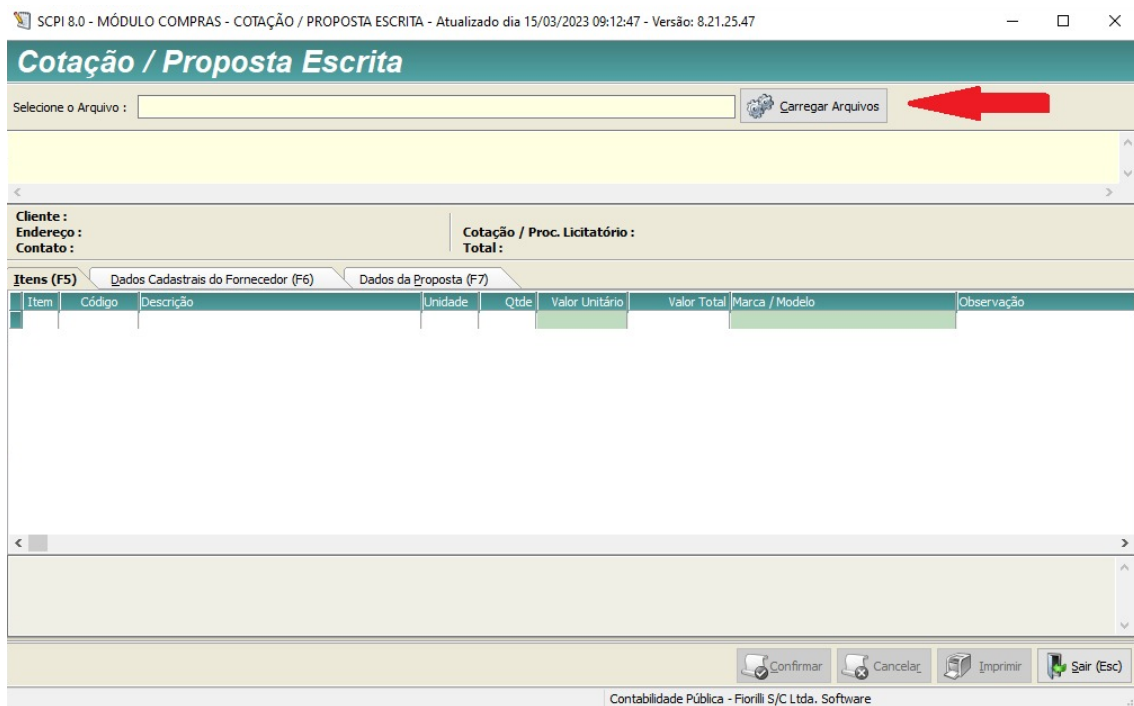 SCPI 8.0 - MÓDULO COMPRAS - COTAÇÃO / PROPOSTA ESCRITA - Atualizado dia 15/03/2023 09:12:47 - Versão: 8.21.25.47
Cotação / Proposta Escrita
Selecione o Arquivo :
Carregar Arquivos
Cliente :
Endereço :
Contato :
Cotação / Proc. Licitatório :
Total :
Itens (F5) Dados Cadastrais do Fornecedor (F6) Dados da Proposta (F7)
Item Código Descrição Unidade Qtde Valor Unitário Valor Total Marca / Modelo Observação
Confirmar Cancelar Imprimir Sair (Esc)
Contabilidade Pública - Fiorilli S/C Ltda. Software